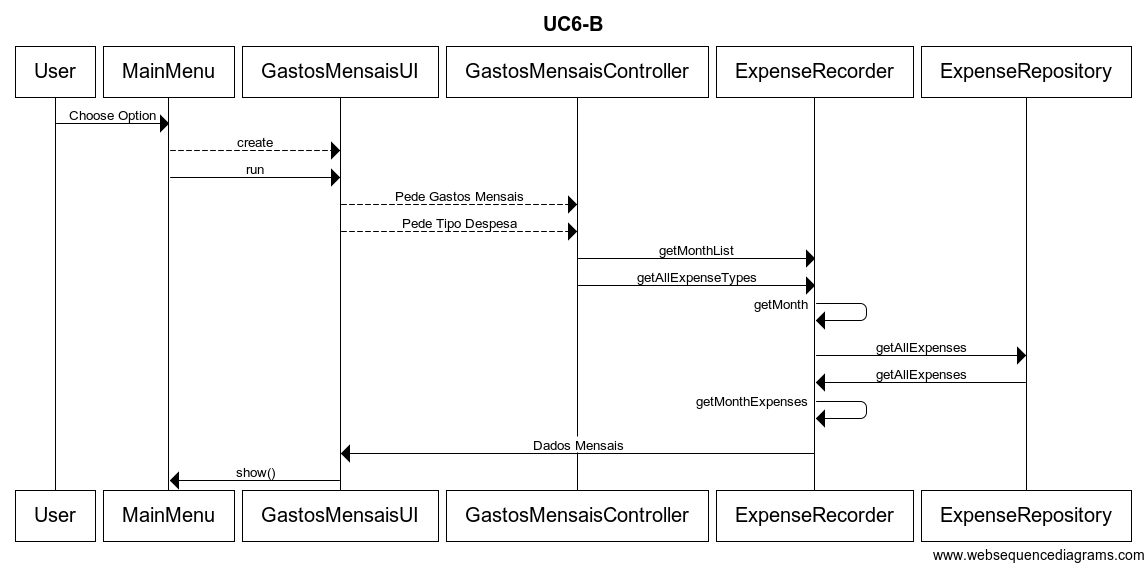 UC6-B
User MainMenu GastosMensaisUI GastosMensaisController ExpenseRecorder ExpenseRepository
Choose Option
create
run
Pede Gastos Mensais
Pede Tipo Despesa
getMonthList
getAllExpenseTypes
getMonth
getAllExpenses
getAllExpenses
getMonthExpenses
Dados Mensais
show()
User MainMenu GastosMensaisUI GastosMensaisController ExpenseRecorder ExpenseRepository
www.websequencediagrams.com